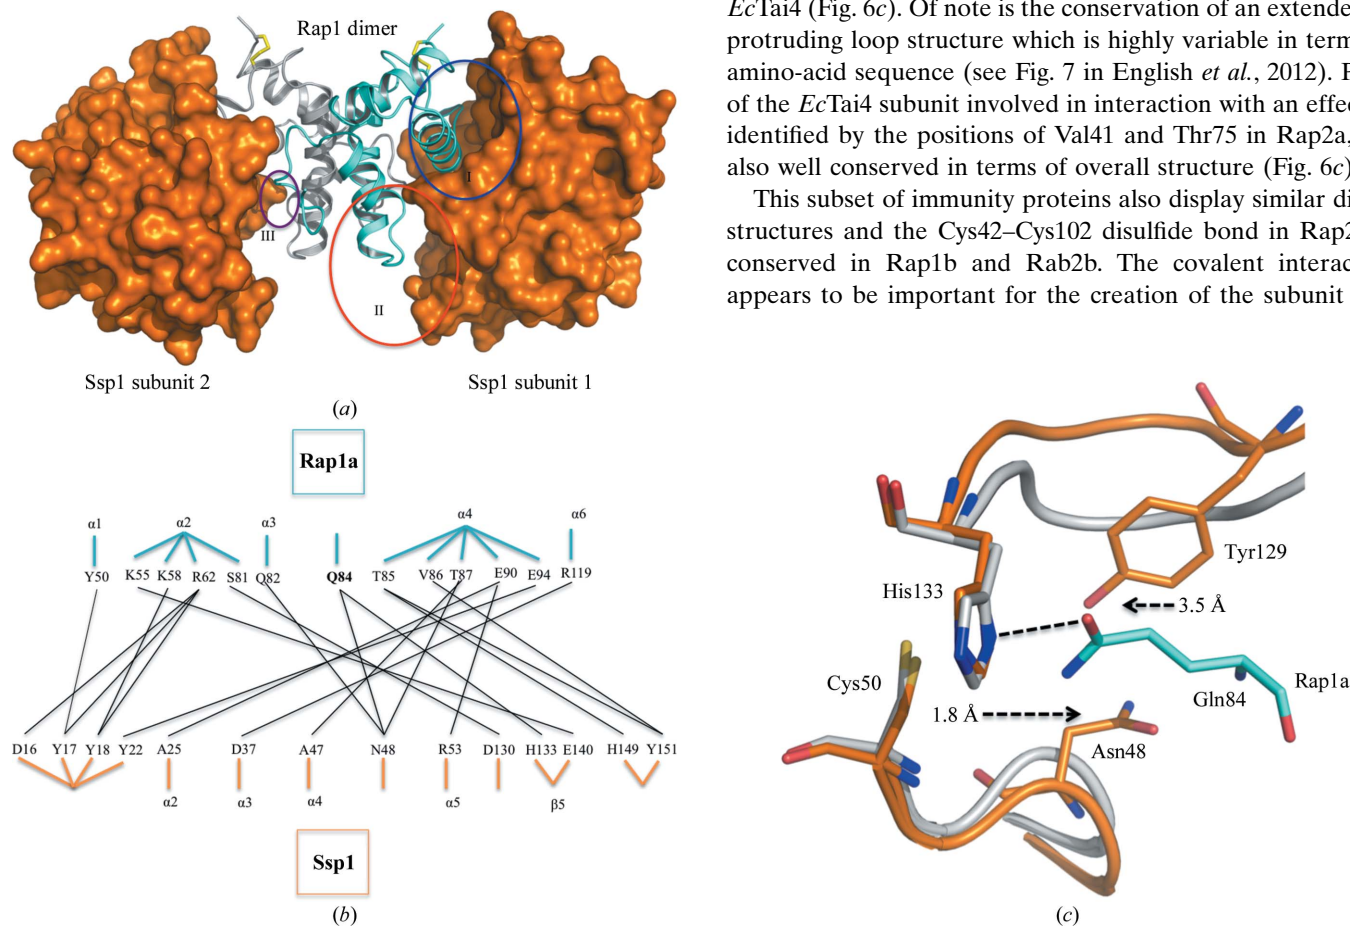 Rap1 dimer
I
III
II
Ssp1 subunit 2
Ssp1 subunit 1
(a)
Rap1a
α1
α2
α3
α4
α6
Y50
K55
K58
R62
S81
Q82
Q84
T85
V86
T87
E90
E94
R119
D16
Y17
Y18
Y22
A25
D37
A47
N48
R53
D130
H133
E140
H149
Y151
α2
α3
α4
α5
β5
Ssp1
(b)
EcTai4 (Fig. 6c). Of note is the conservation of an extende
protruding loop structure which is highly variable in term
amino-acid sequence (see Fig. 7 in English et al., 2012).
of the EcTai4 subunit involved in interaction with an effec
identified by the positions of Val41 and Thr75 in Rap2a,
also well conserved in terms of overall structure (Fig. 6c)
This subset of immunity proteins also display similar di
structures and the Cys42–Cys102 disulfide bond in Rap2
conserved in Rap1b and Rab2b. The covalent interac
appears to be important for the creation of the subunit
Tyr129
His133
3.5 Å
Cys50
Rap1a
Gln84
1.8 Å
Asn48
(c)